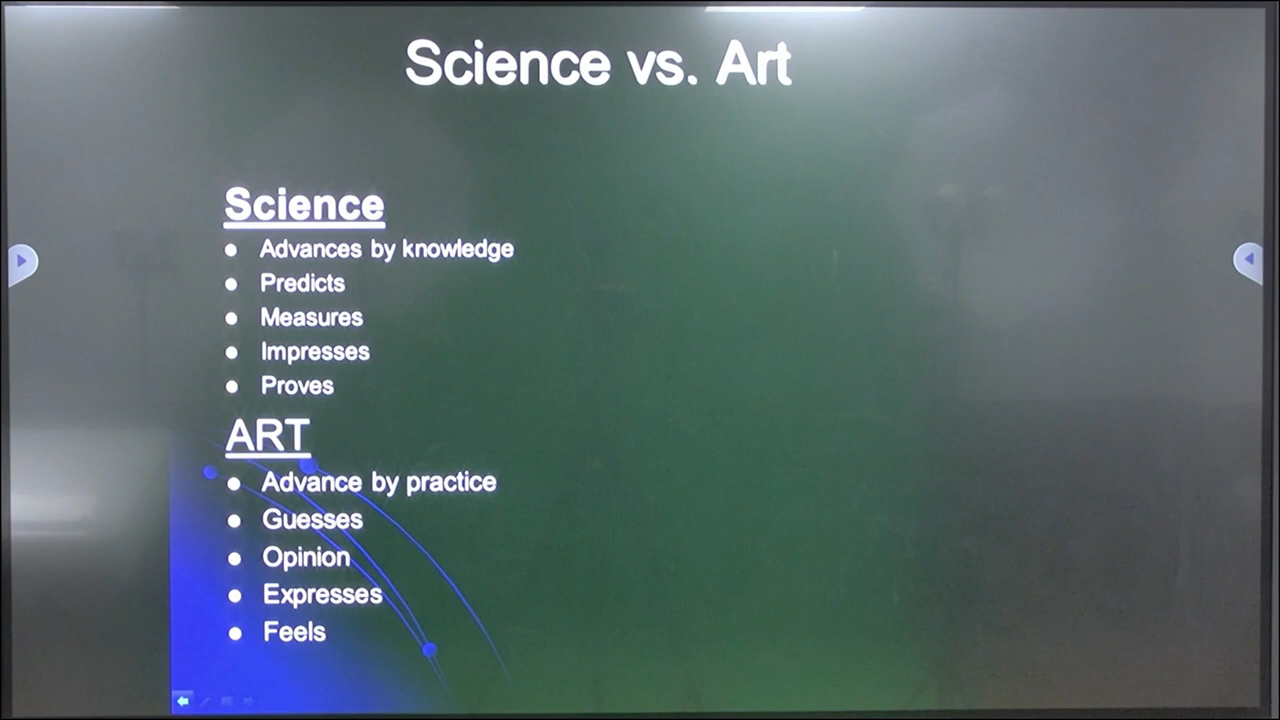 Science vs. Art
Science
● Advances by knowledge
● Predicts
● Measures
● Impresses
● Proves
ART
● Advance by practice
● Guesses
● Opinion
● Expresses
● Feels